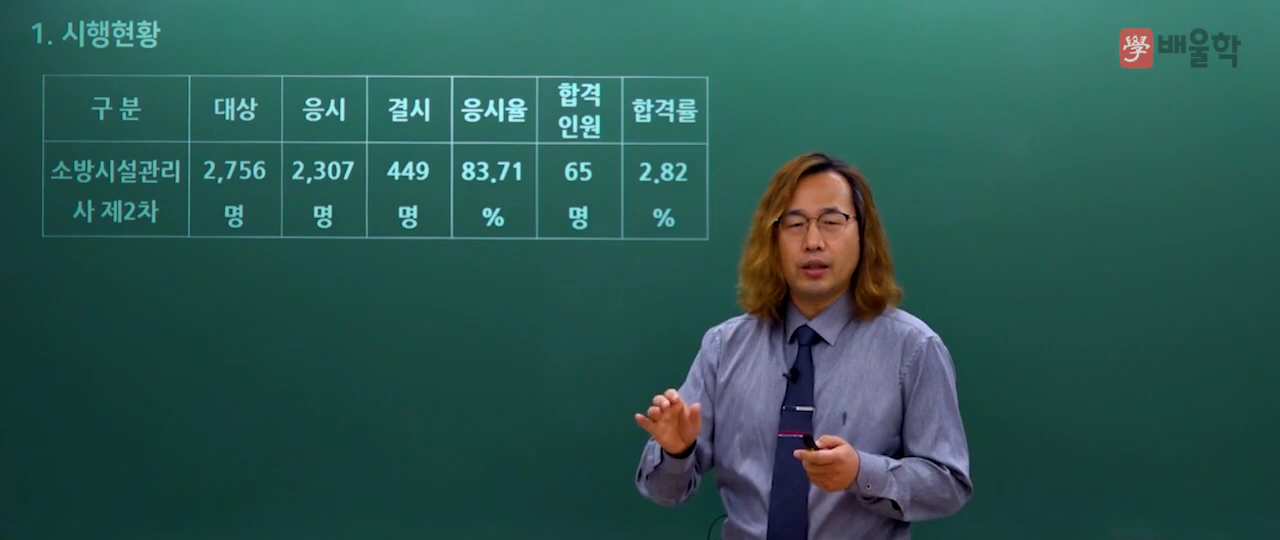 1. 시행현황
學 배울학
구 분 대상 응시 결시 응시율 합격 인원 합격률
소방시설관리 2,756 2,307 449 83.71 65 2.82
사 제2차 명 명 명 % 명 %